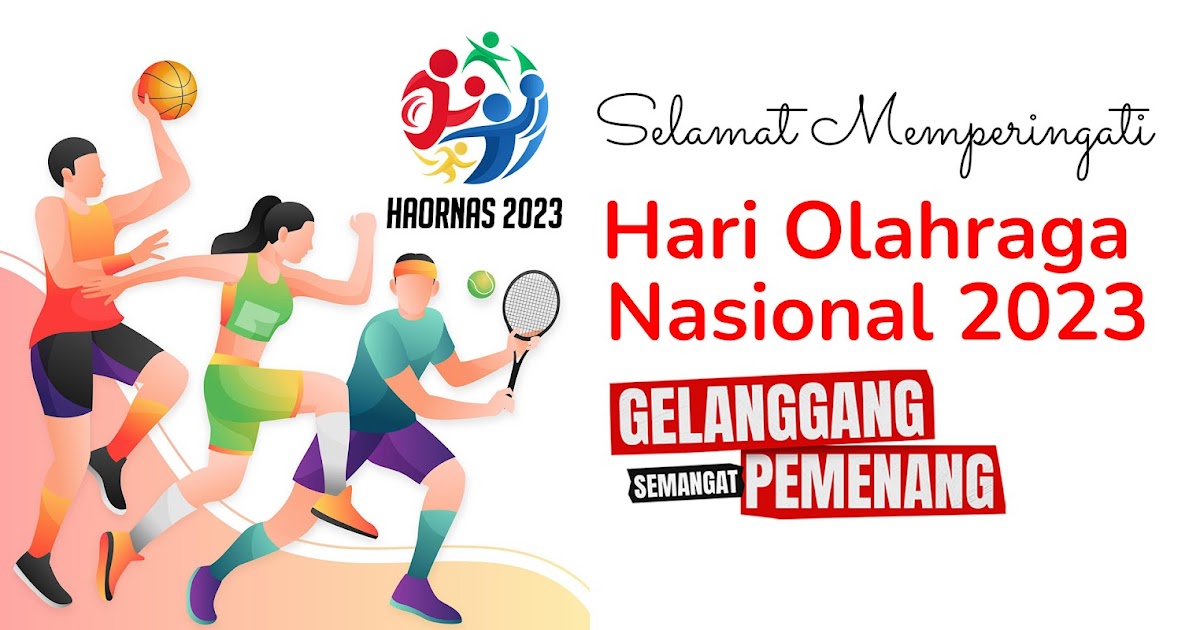 HAORNAS 2023
Selamat Memperingati
Hari Olahraga
Nasional 2023
GELANGGANG
SEMANGAT PEMENANG